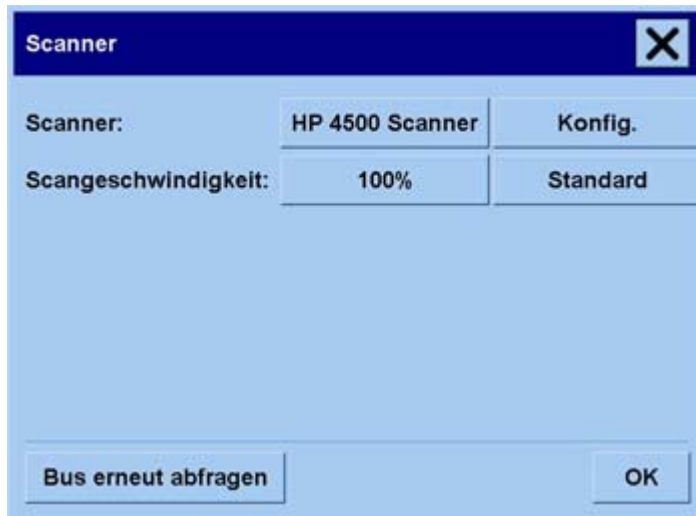 Scanner
Scanner: HP 4500 Scanner Konfig.
Scangeschwindigkeit: 100% Standard
Bus erneut abfragen OK